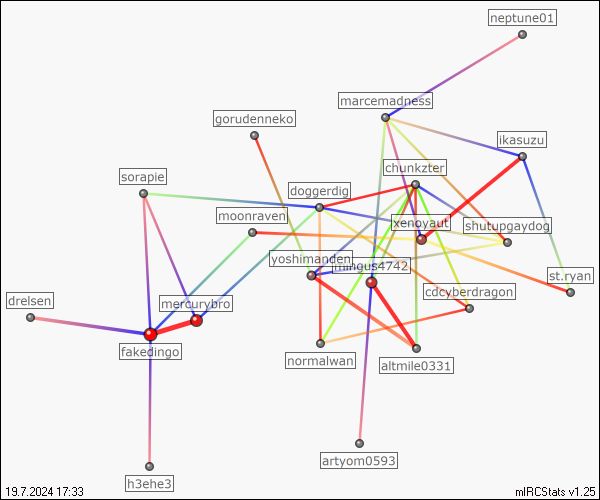 neptune01
marcemadness
gorudenneko
ikasuzu
chunkzter
sorapie
doggerdig
moonraven
xenoyaut
shutupgaydog
yoshimanden
mingus4742
st.ryan
cdcyberdragon
drelsen
mercurybro
fakedingo
normalwan
altmile0331
artyom0593
h3ehe3
19.7.2024 17:33
mIRCStats v1.25